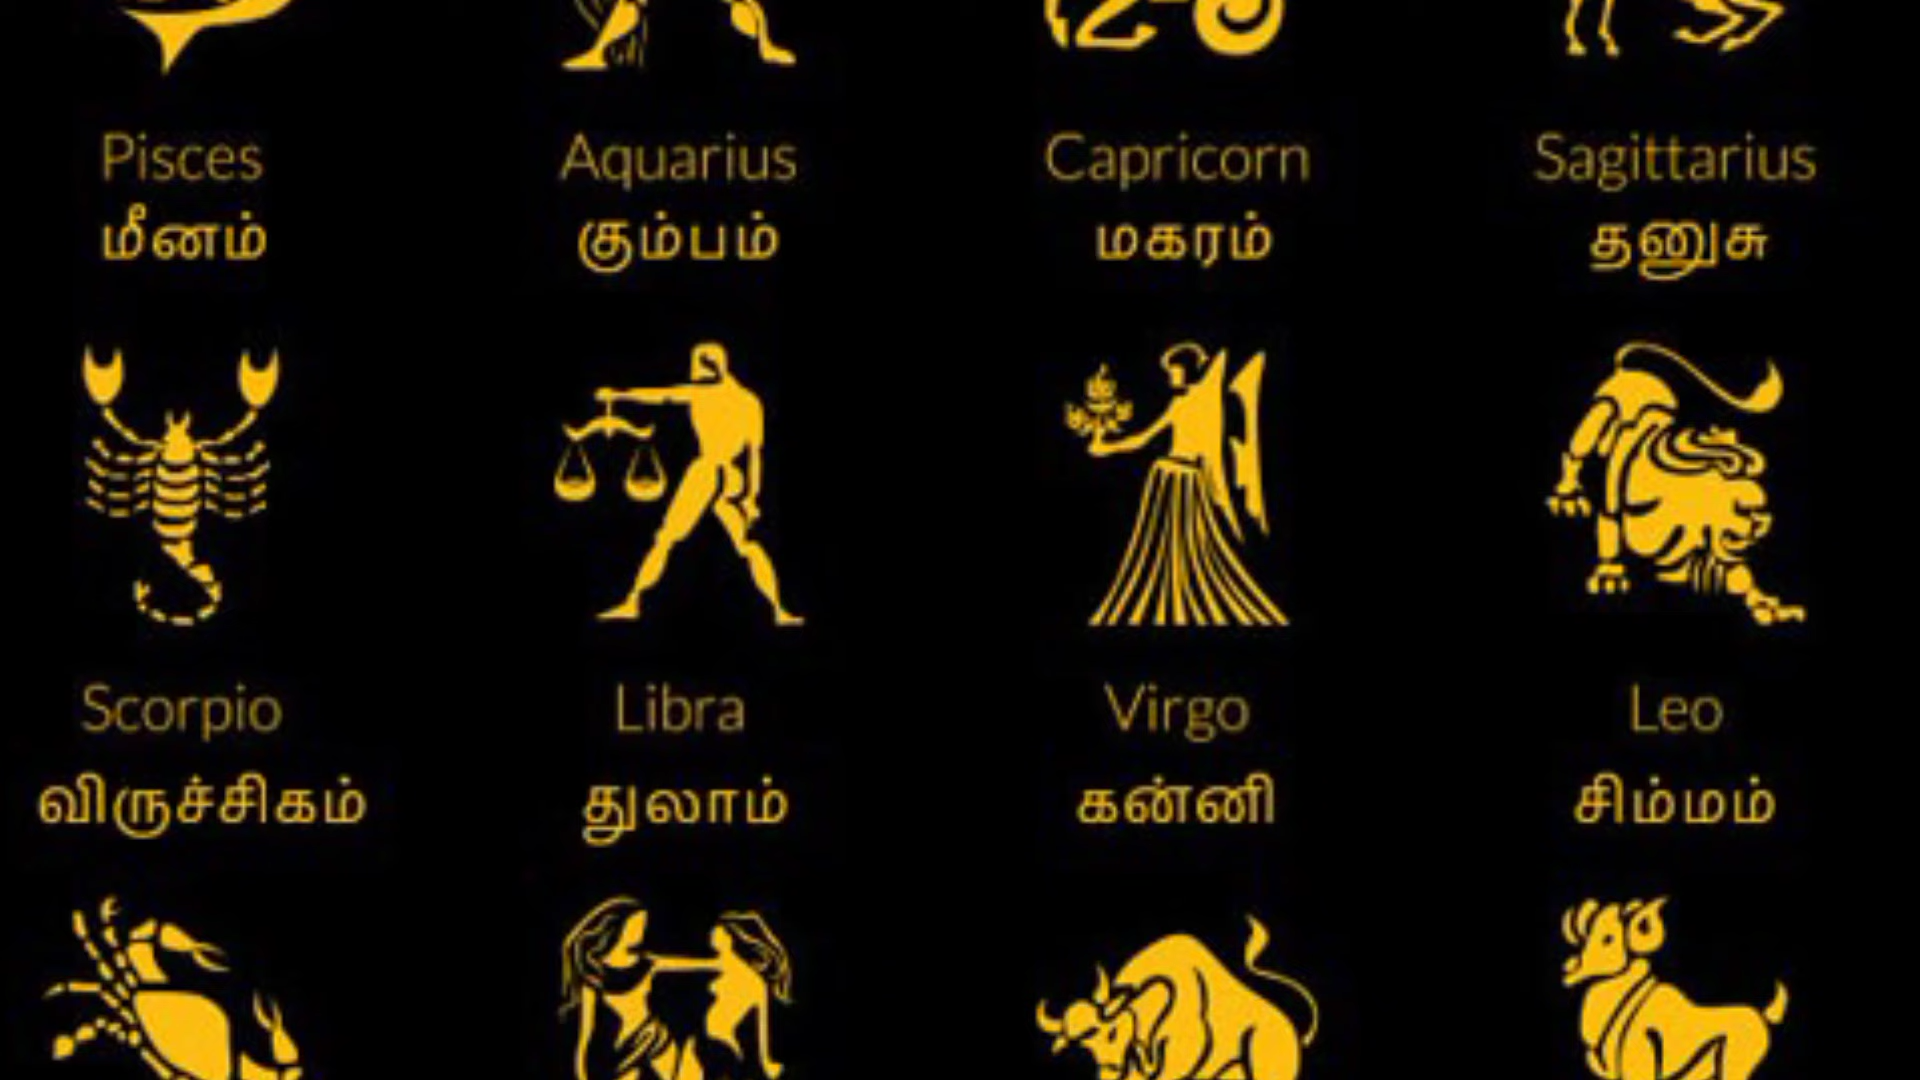 Pisces Aquarius Capricorn Sagittarius
மீனம் கும்பம் மகரம் தனுசு
Scorpio Libra Virgo Leo
விருச்சிகம் துலாம் கன்னி சிம்மம்